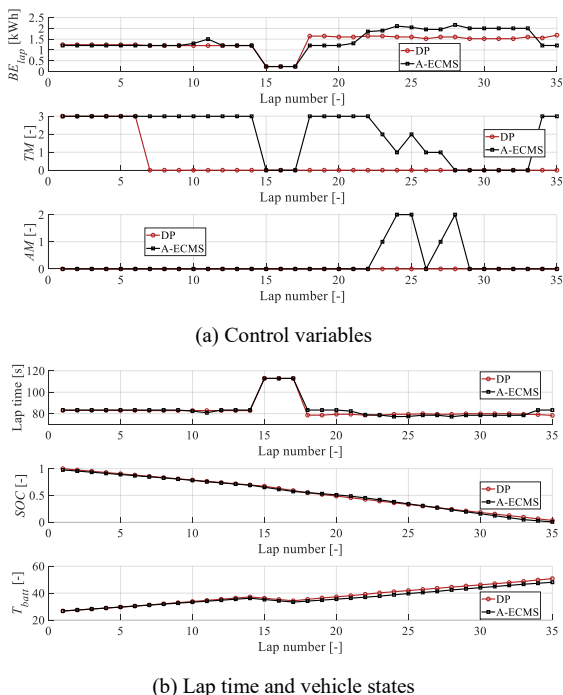 BE_lap [kWh]
2.5
2
1.5
1
0.5
0
0 5 10 15 20 25 30 35
Lap number [-]
DP
A-ECMS
TM [-]
3
2
1
0
0 5 10 15 20 25 30 35
Lap number [-]
DP
A-ECMS
AM [-]
2
1
0
0 5 10 15 20 25 30 35
Lap number [-]
DP
A-ECMS
(a) Control variables
Lap time [s]
120
100
80
0 5 10 15 20 25 30 35
Lap number [-]
DP
A-ECMS
SOC [-]
1
0.5
0
0 5 10 15 20 25 30 35
Lap number [-]
DP
A-ECMS
T_batt [-]
60
40
20
0 5 10 15 20 25 30 35
Lap number [-]
DP
A-ECMS
(b) Lap time and vehicle states